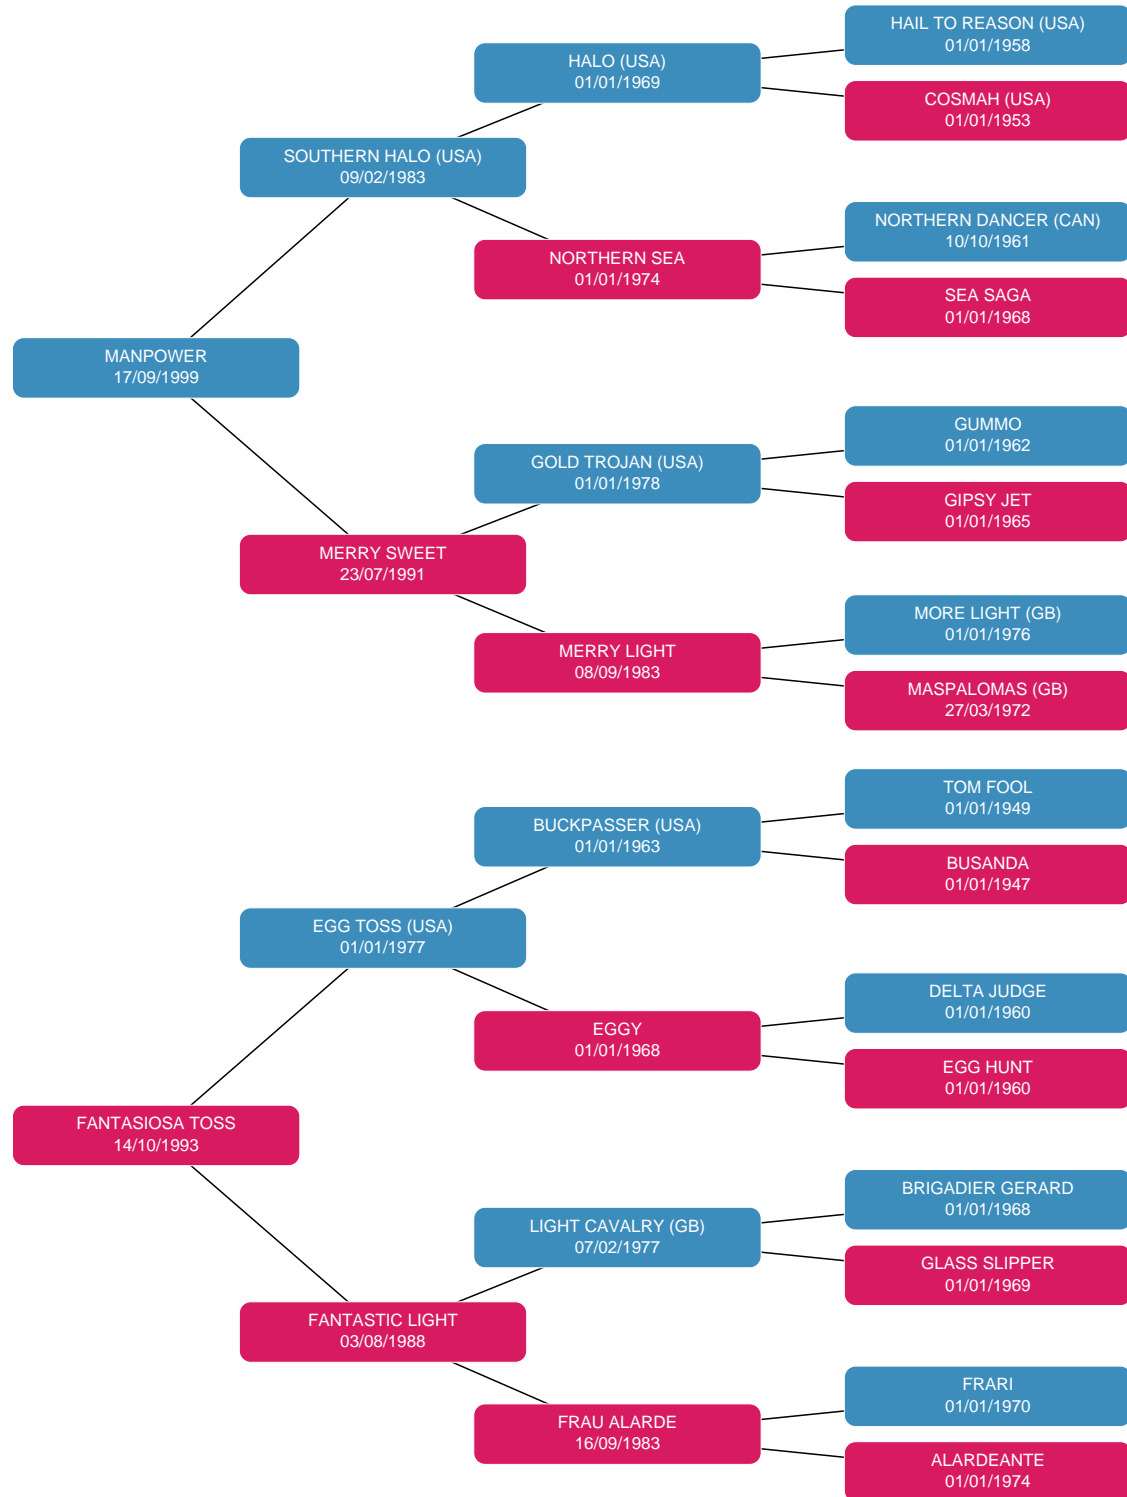 HAIL TO REASON (USA)
01/01/1958
HALO (USA)
01/01/1969
COSMAH (USA)
01/01/1953
SOUTHERN HALO (USA)
09/02/1983
NORTHERN DANCER (CAN)
10/10/1961
NORTHERN SEA
01/01/1974
SEA SAGA
01/01/1968
MANPOWER
17/09/1999
GUMMO
01/01/1962
GOLD TROJAN (USA)
01/01/1978
GIPSY JET
01/01/1965
MERRY SWEET
23/07/1991
MORE LIGHT (GB)
01/01/1976
MERRY LIGHT
08/09/1983
MASPALOMAS (GB)
27/03/1972
TOM FOOL
01/01/1949
BUCKPASSER (USA)
01/01/1963
BUSANDA
01/01/1947
EGG TOSS (USA)
01/01/1977
DELTA JUDGE
01/01/1960
EGGY
01/01/1968
EGG HUNT
01/01/1960
FANTASIOSA TOSS
14/10/1993
BRIGADIER GERARD
01/01/1968
LIGHT CAVALRY (GB)
07/02/1977
GLASS SLIPPER
01/01/1969
FANTASTIC LIGHT
03/08/1988
FRARI
01/01/1970
FRAU ALARDE
16/09/1983
ALARDEANTE
01/01/1974